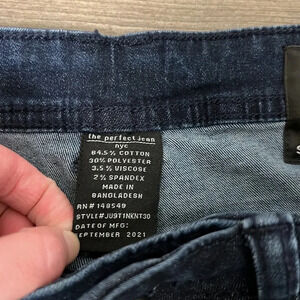 the perfect jean
nyc
64.5% COTTON
30% POLYESTER
3.5% VISCOSE
2% SPANDEX
MADE IN
BANGLADESH
RN# 148549
STYLE#JUST1NKNT30
DATE OF MFG:
SEPTEMBER 2021